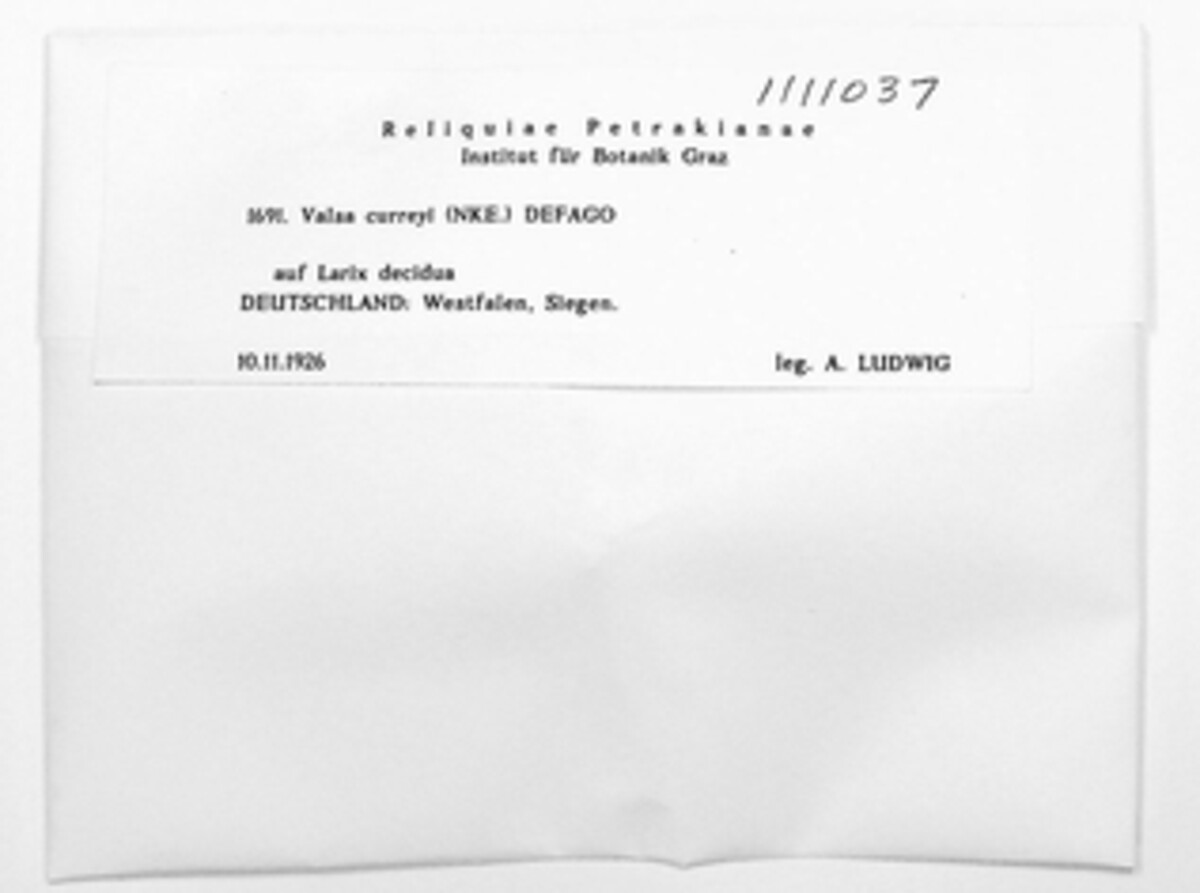 1111037
Reliquiae Petrakianae
Institut für Botanik Graz
1691. Valsa curreyi (NKE.) DEFAGO
auf Larix decidua
DEUTSCHLAND: Westfalen, Siegen.
10.11.1926 leg. A. LUDWIG